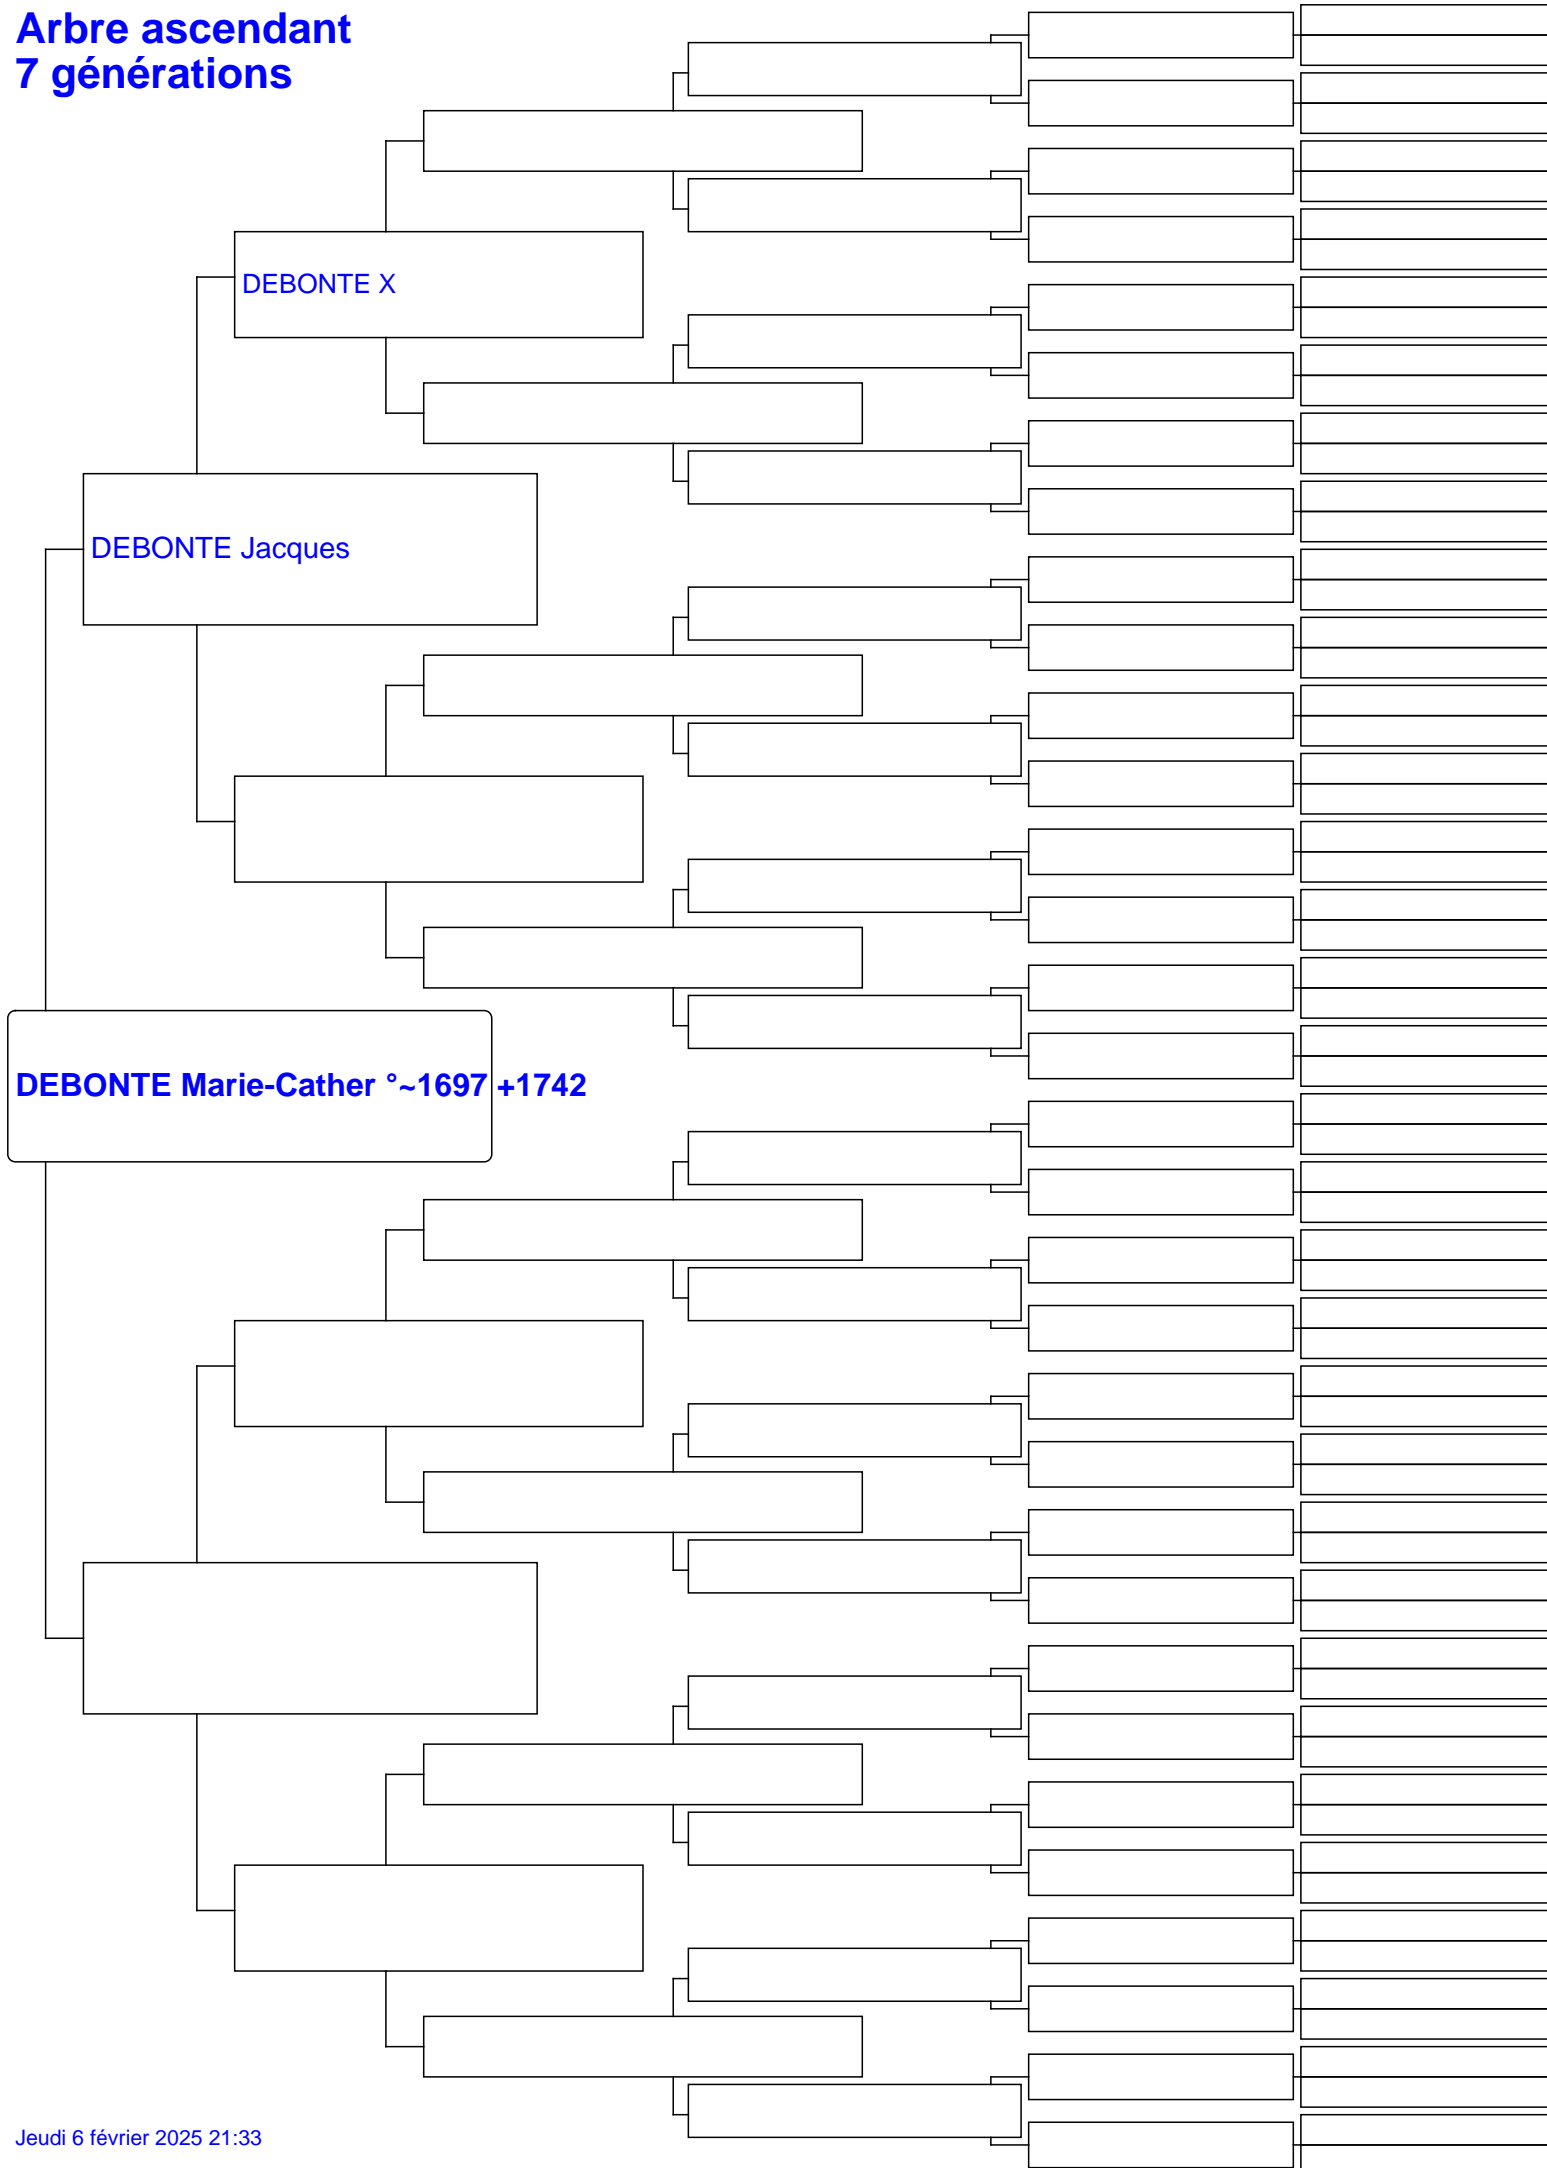 Arbre ascendant
7 générations
DEBONTE X
DEBONTE Jacques
DEBONTE Marie-Cather °~1697 +1742
Jeudi 6 février 2025 21:33